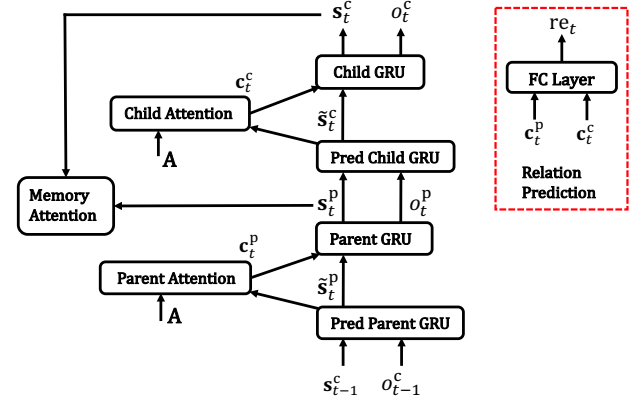 s_t^c o_t^c
Child GRU
c_t^c
Child Attention
s̃_t^c
A
Pred Child GRU
Memory
Attention
s_t^p o_t^p
c_t^p
Parent GRU
Parent Attention
s̃_t^p
A
Pred Parent GRU
s_{t-1}^c o_{t-1}^c
re_t
FC Layer
c_t^p c_t^c
Relation
Prediction